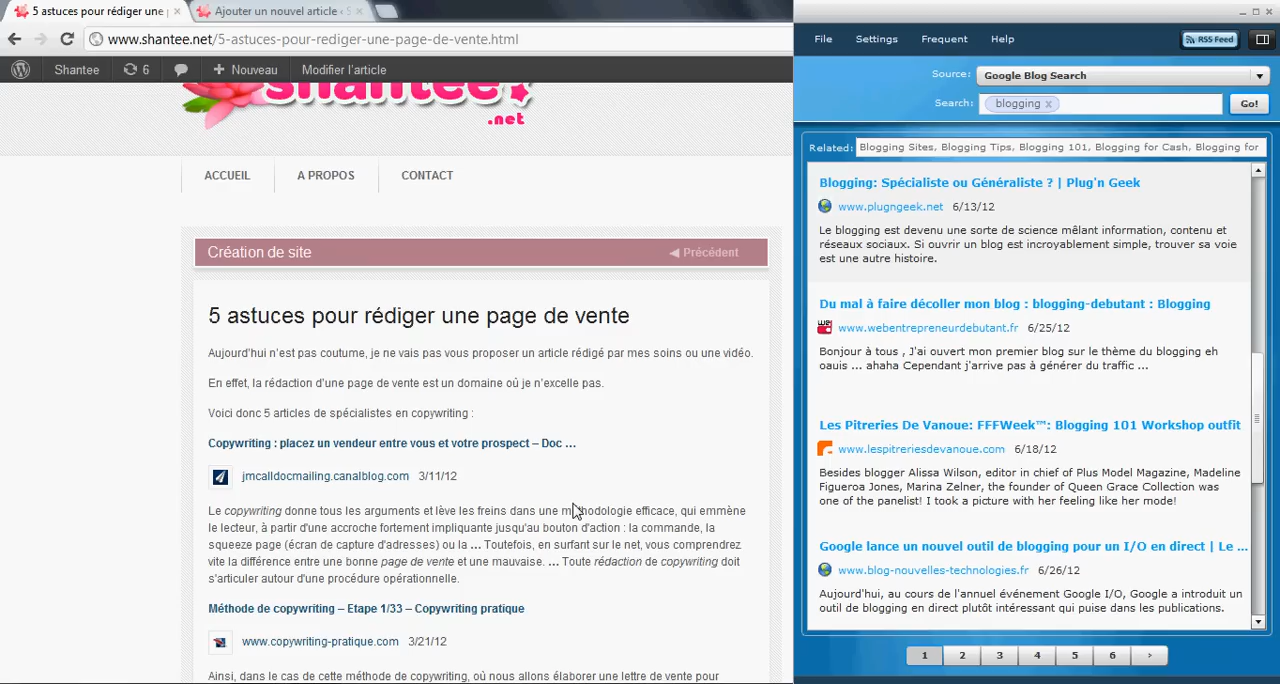 5 astuces pour rédiger une
Ajouter un nouvel article ‹ S
www.shantee.net/5-astuces-pour-rediger-une-page-de-vente.html
Shantee
6
Nouveau
Modifier l'article
shantee
.net
ACCUEIL
A PROPOS
CONTACT
Création de site
Précédent
5 astuces pour rédiger une page de vente
Aujourd'hui n'est pas coutume, je ne vais pas vous proposer un article rédigé par mes soins ou une vidéo.
En effet, la rédaction d'une page de vente est un domaine où je n'excelle pas.
Voici donc 5 articles de spécialistes en copywriting :
Copywriting : placez un vendeur entre vous et votre prospect – Doc ...
jmcalldocmailing.canalblog.com 3/11/12
Le copywriting donne tous les arguments et lève les freins dans une méthodologie efficace, qui emmène
le lecteur, à partir d'une accroche fortement impliquante jusqu'au bouton d'action : la commande, la
squeeze page (écran de capture d'adresses) ou la ... Toutefois, en surfant sur le net, vous comprendrez
vite la différence entre une bonne page de vente et une mauvaise. ... Toute rédaction de copywriting doit
s'articuler autour d'une procédure opérationnelle.
Méthode de copywriting – Etape 1/33 – Copywriting pratique
www.copywriting-pratique.com 3/21/12
Ainsi, dans le cas de cette méthode de copywriting, où nous allons élaborer une lettre de vente pour
File
Settings
Frequent
Help
RSS Feed
Source:
Google Blog Search
Search:
blogging x
Go!
Related:
Blogging Sites, Blogging Tips, Blogging 101, Blogging for Cash, Blogging for
Blogging: Spécialiste ou Généraliste ? | Plug'n Geek
www.plugngeek.net 6/13/12
Le blogging est devenu une sorte de science mêlant information, contenu et
réseaux sociaux. Si ouvrir un blog est incroyablement simple, trouver sa voie
est une autre histoire.
Du mal à faire décoller mon blog : blogging-debutant : Blogging
www.webentrepreneurdebutant.fr 6/25/12
Bonjour à tous , J'ai ouvert mon premier blog sur le thème du blogging eh
ouais ... ahaha Cependant j'arrive pas à générer du traffic ...
Les Pitreries De Vanoue: FFFWeek™: Blogging 101 Workshop outfit
www.lespitreriesdevanoue.com 6/18/12
Besides blogger Alissa Wilson, editor in chief of Plus Model Magazine, Madeline
Figueroa Jones, Marina Zelner, the founder of Queen Grace Collection was
one of the panelist! I took a picture with her feeling like her mode!
Google lance un nouvel outil de blogging pour un I/O en direct | Le ...
www.blog-nouvelles-technologies.fr 6/26/12
Aujourd'hui, au cours de l'annuel événement Google I/O, Google a introduit un
outil de blogging en direct plutôt intéressant qui puise dans les publications.
1 2 3 4 5 6 >